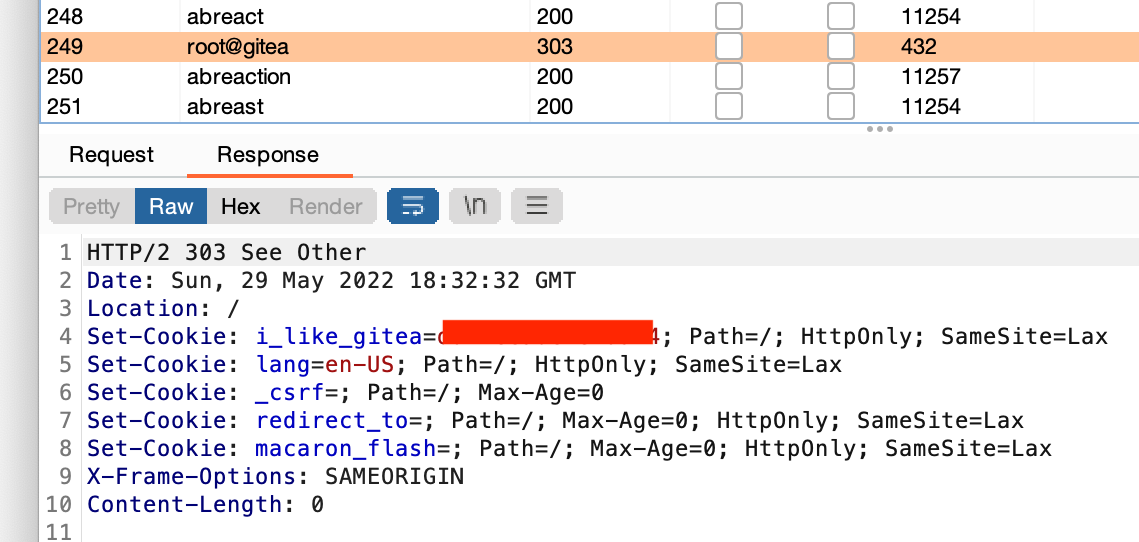 248 abreact 200 11254
249 root@gitea 303 432
250 abreaction 200 11257
251 abreast 200 11254
Request Response
Pretty Raw Hex Render \n
1 HTTP/2 303 See Other
2 Date: Sun, 29 May 2022 18:32:32 GMT
3 Location: /
4 Set-Cookie: i_like_gitea= ; Path=/; HttpOnly; SameSite=Lax
5 Set-Cookie: lang=en-US; Path=/; HttpOnly; SameSite=Lax
6 Set-Cookie: _csrf=; Path=/; Max-Age=0
7 Set-Cookie: redirect_to=; Path=/; Max-Age=0; HttpOnly; SameSite=Lax
8 Set-Cookie: macaron_flash=; Path=/; Max-Age=0; HttpOnly; SameSite=Lax
9 X-Frame-Options: SAMEORIGIN
10 Content-Length: 0
11